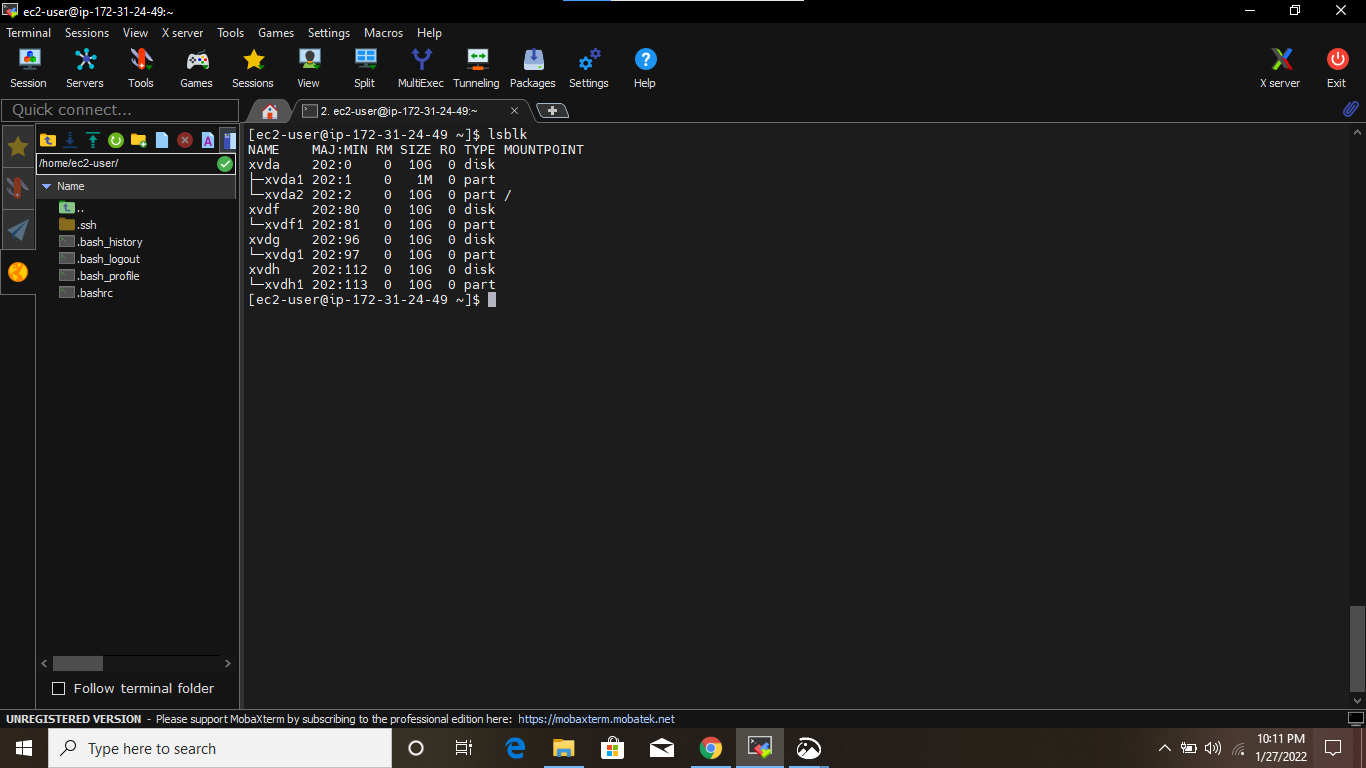 ec2-user@ip-172-31-24-49:~
Terminal Sessions View X server Tools Games Settings Macros Help
Session Servers Tools Games Sessions View Split MultiExec Tunneling Packages Settings Help X server Exit
Quick connect...
2. ec2-user@ip-172-31-24-49:~
/home/ec2-user/
Name
..
.ssh
.bash_history
.bash_logout
.bash_profile
.bashrc
Follow terminal folder
[ec2-user@ip-172-31-24-49 ~]$ lsblk
NAME    MAJ:MIN RM SIZE RO TYPE MOUNTPOINT
xvda    202:0    0  10G  0 disk
├─xvda1 202:1    0   1M  0 part
└─xvda2 202:2    0  10G  0 part /
xvdf    202:80   0  10G  0 disk
└─xvdf1 202:81   0  10G  0 part
xvdg    202:96   0  10G  0 disk
└─xvdg1 202:97   0  10G  0 part
xvdh    202:112  0  10G  0 disk
└─xvdh1 202:113  0  10G  0 part
[ec2-user@ip-172-31-24-49 ~]$
UNREGISTERED VERSION - Please support MobaXterm by subscribing to the professional edition here: https://mobaxterm.mobatek.net
Type here to search
10:11 PM
1/27/2022